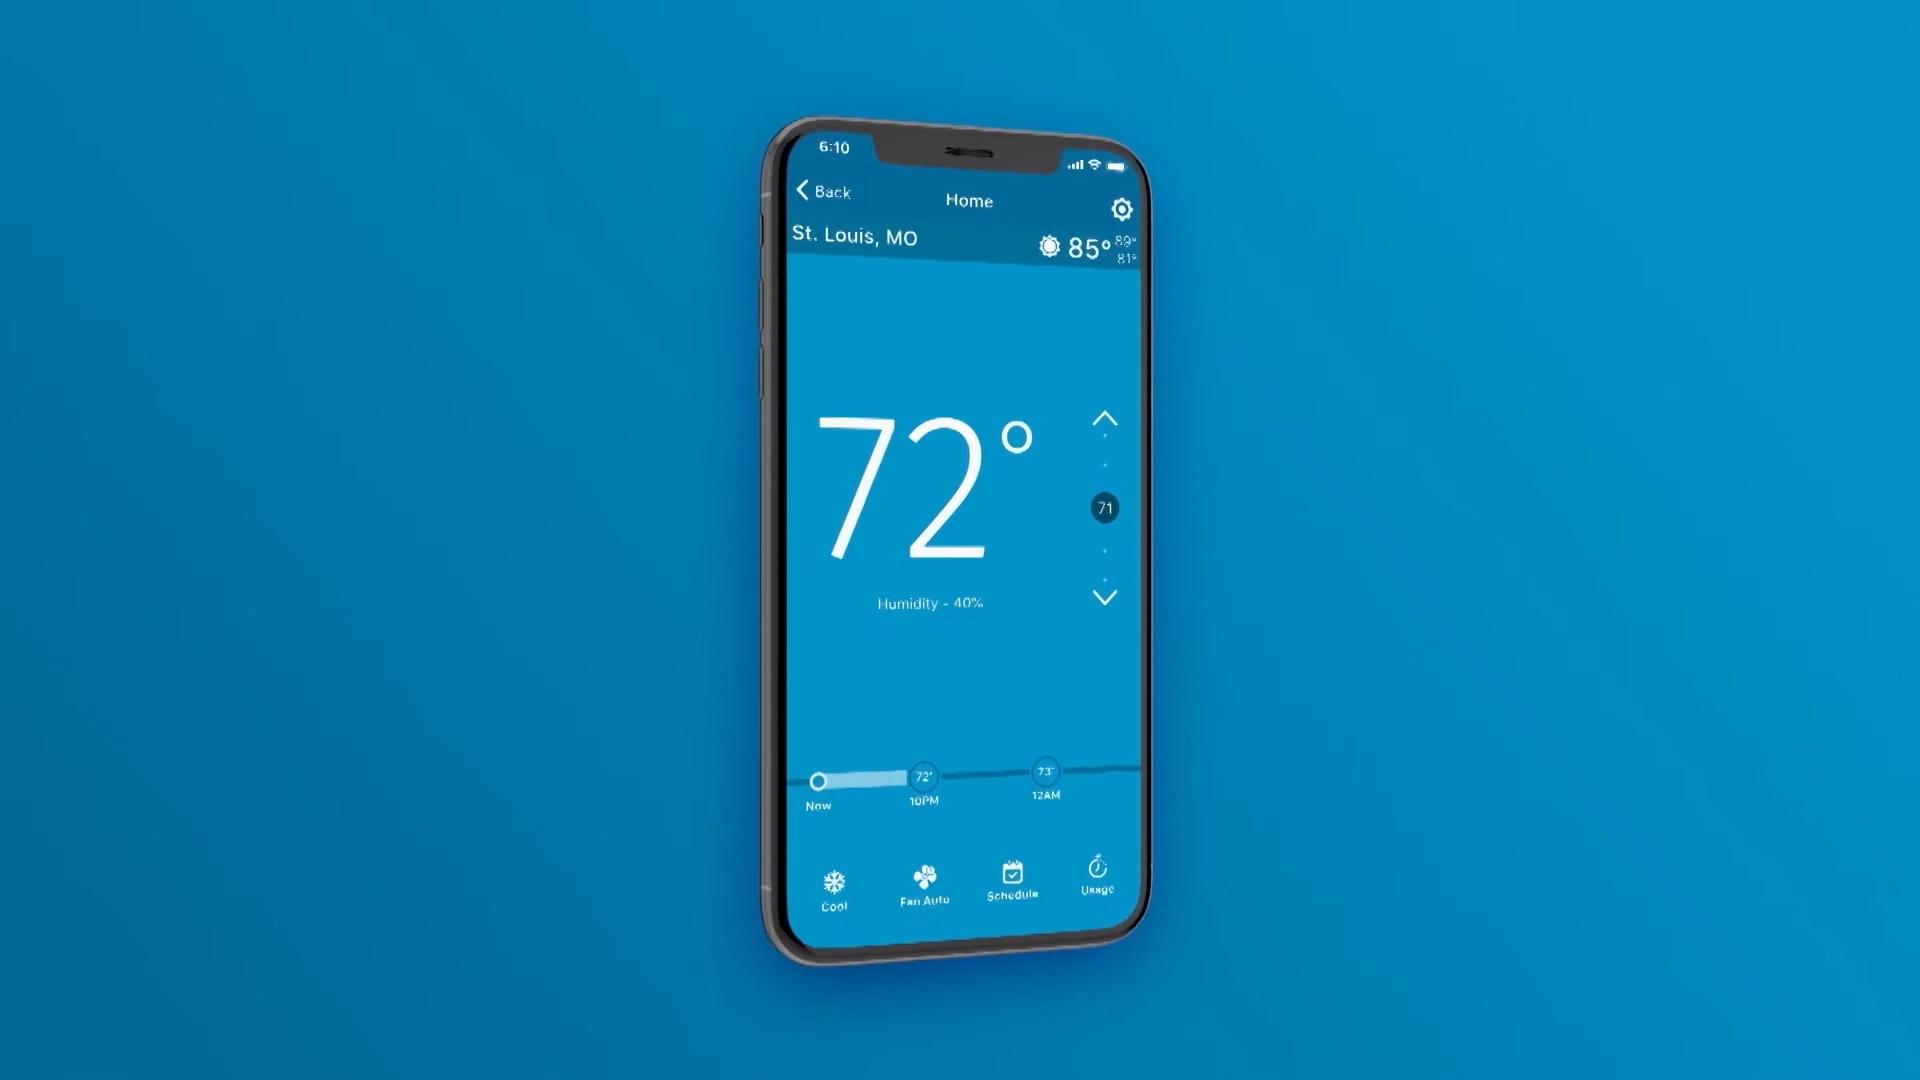 6:10
Back
Home
St. Louis, MO
85°
89°
81°
72°
71
Humidity - 40%
72°
73°
Now
10PM
12AM
Cool
Fan Auto
Schedule
Usage